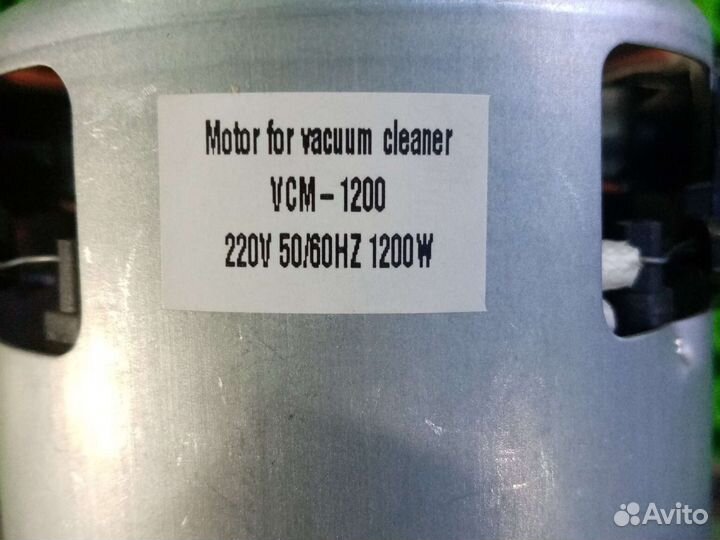 Motor for vacuum cleaner
VCM-1200
220V 50/60HZ 1200W
Avito